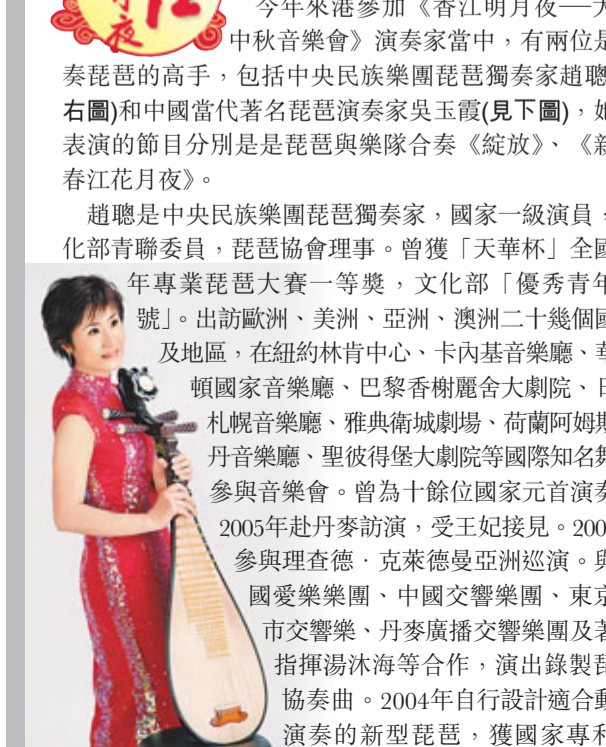 夜
今年來港參加《香江明月夜──大
中秋音樂會》演奏家當中，有兩位是
奏琵琶的高手，包括中央民族樂團琵琶獨奏家趙聰
右圖)和中國當代著名琵琶演奏家吳玉霞(見下圖)，她
表演的節目分別是是琵琶與樂隊合奏《綻放》、《新
春江花月夜》。
趙聰是中央民族樂團琵琶獨奏家，國家一級演員，
化部青聯委員，琵琶協會理事。曾獲「天華杯」全國
年專業琵琶大賽一等獎，文化部「優秀青年
號」。出訪歐洲、美洲、亞洲、澳洲二十幾個國
及地區，在紐約林肯中心、卡內基音樂廳、華
頓國家音樂廳、巴黎香榭麗舍大劇院、日
札幌音樂廳、雅典衛城劇場、荷蘭阿姆斯
丹音樂廳、聖彼得堡大劇院等國際知名舞
參與音樂會。曾為十餘位國家元首演奏
2005年赴丹麥訪演，受王妃接見。200
參與理查德．克萊德曼亞洲巡演。與
國愛樂樂團、中國交響樂團、東京
市交響樂、丹麥廣播交響樂團及著
指揮湯沐海等合作，演出錄製琵
協奏曲。2004年自行設計適合動
演奏的新型琵琶，獲國家專利